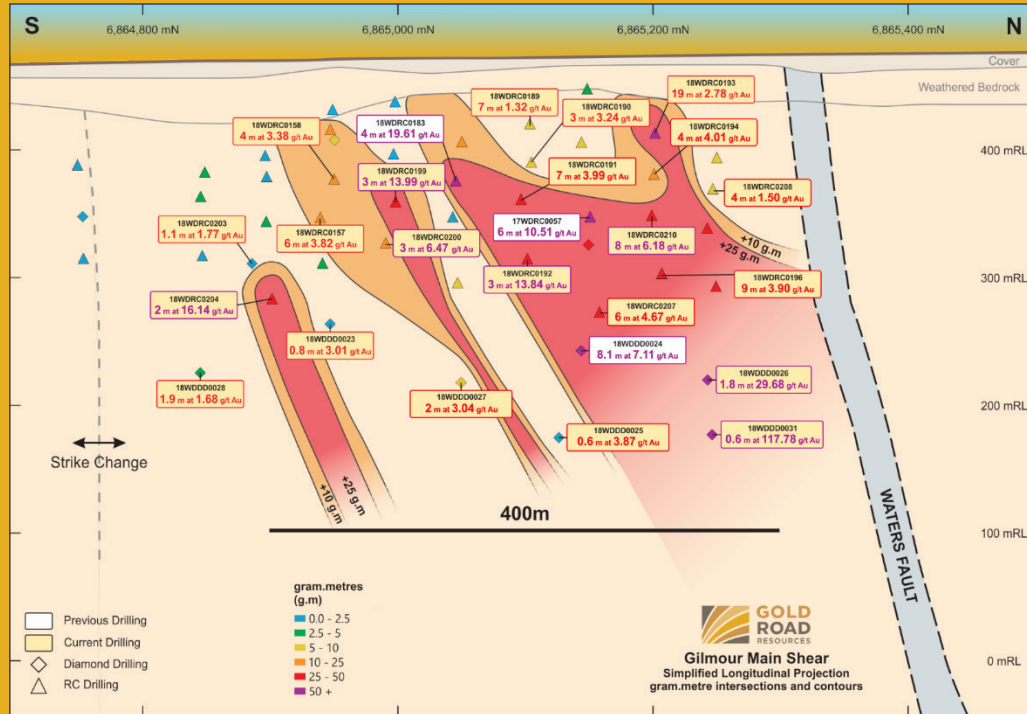 S
N
6,864,800 mN
6,865,000 mN
6,865,200 mN
6,865,400 mN
Cover
Weathered Bedrock
18WDRC0193
19 m at 2.78 g/t Au
18WDRC0189
7 m at 1.32 g/t Au
18WDRC0190
3 m at 3.24 g/t Au
18WDRC0158
4 m at 3.38 g/t Au
18WDRC0183
4 m at 19.61 g/t Au
18WDRC0194
4 m at 4.01 g/t Au
400 mRL
18WDRC0199
3 m at 13.99 g/t Au
18WDRC0191
7 m at 3.99 g/t Au
18WDRC0208
4 m at 1.50 g/t Au
18WDRC0203
1.1 m at 1.77 g/t Au
18WDRC0157
6 m at 3.82 g/t Au
18WDRC0200
3 m at 6.47 g/t Au
17WDRC0057
6 m at 10.51 g/t Au
18WDRC0210
8 m at 6.18 g/t Au
+10 g.m
+25 g.m
300 mRL
18WDRC0204
2 m at 16.14 g/t Au
18WDRC0192
3 m at 13.84 g/t Au
18WDRC0196
9 m at 3.90 g/t Au
18WDRC0207
6 m at 4.67 g/t Au
18WDDD0023
0.8 m at 3.01 g/t Au
18WDDD0024
8.1 m at 7.11 g/t Au
18WDDD0028
1.9 m at 1.68 g/t Au
18WDDD0027
2 m at 3.04 g/t Au
18WDDD0026
1.8 m at 29.68 g/t Au
200 mRL
18WDDD0025
0.6 m at 3.87 g/t Au
18WDDD0031
0.6 m at 117.78 g/t Au
Strike Change
+10 g.m
+25 g.m
400m
WATERS FAULT
100 mRL
0 mRL
Previous Drilling
Current Drilling
Diamond Drilling
RC Drilling
gram.metres
(g.m)
0.0 - 2.5
2.5 - 5
5 - 10
10 - 25
25 - 50
50 +
GOLD
ROAD
RESOURCES
Gilmour Main Shear
Simplified Longitudinal Projection
gram.metre intersections and contours